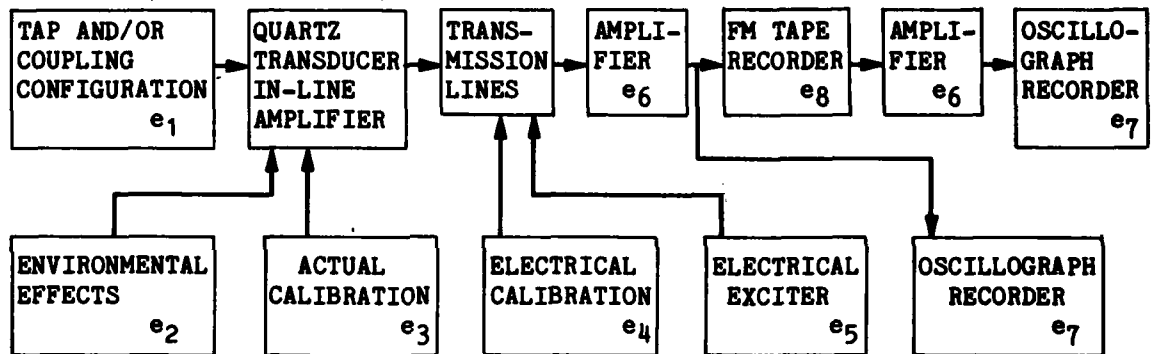 TAP AND/OR
COUPLING
CONFIGURATION
e1
QUARTZ
TRANSDUCER
IN-LINE
AMPLIFIER
TRANS-
MISSION
LINES
AMPLI-
FIER
e6
FM TAPE
RECORDER
e8
AMPLI-
FIER
e6
OSCILLO-
GRAPH
RECORDER
e7
ENVIRONMENTAL
EFFECTS
e2
ACTUAL
CALIBRATION
e3
ELECTRICAL
CALIBRATION
e4
ELECTRICAL
EXCITER
e5
OSCILLOGRAPH
RECORDER
e7